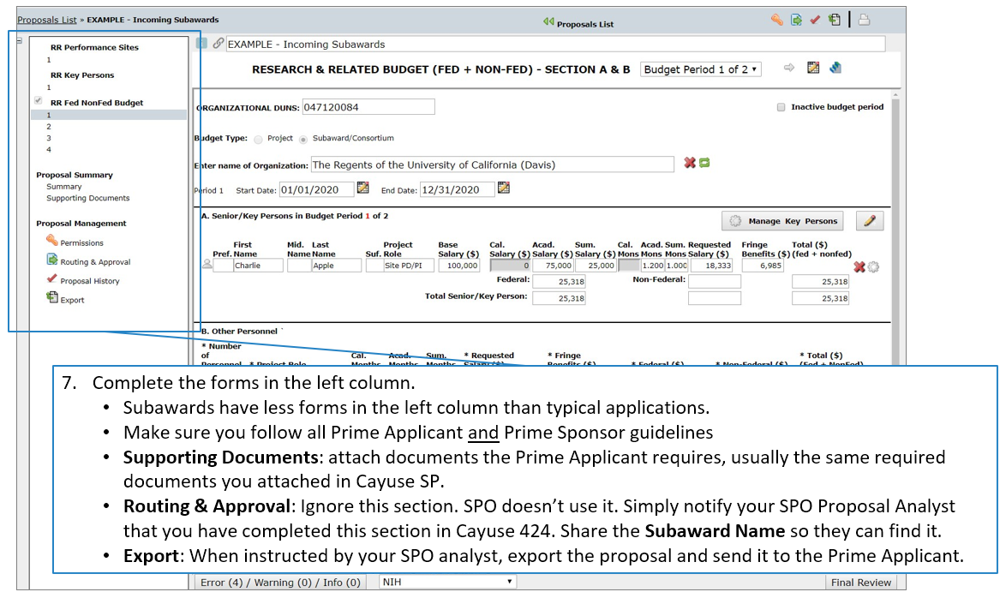 Proposals List » EXAMPLE - Incoming Subawards
Proposals List
RR Performance Sites
1
RR Key Persons
1
RR Fed NonFed Budget
1
2
3
4
Proposal Summary
Summary
Supporting Documents
Proposal Management
Permissions
Routing & Approval
Proposal History
Export
EXAMPLE - Incoming Subawards
RESEARCH & RELATED BUDGET (FED + NON-FED) - SECTION A & B Budget Period 1 of 2
ORGANIZATIONAL DUNS: 047120084 Inactive budget period
Budget Type: Project Subaward/Consortium
Enter name of Organization: The Regents of the University of California (Davis)
Period 1 Start Date: 01/01/2020 End Date: 12/31/2020
A. Senior/Key Persons in Budget Period 1 of 2 Manage Key Persons
First Mid. Last Project Base Cal. Acad. Sum. Cal. Acad. Sum. Requested Fringe Total ($)
Pref. Name Name Name Suf. Role Salary ($) Salary ($) Salary ($) Salary ($) Mons Mons Mons Salary ($) Benefits ($) (fed + nonfed)
Charlie Apple Site PD/PI 100,000 0 75,000 25,000 1.200 1.000 18,333 6,985 25,318
Federal: 25,318 Non-Federal: 25,318
Total Senior/Key Person: 25,318 25,318
B. Other Personnel
* Number
of Cal. Acad. Sum. * Requested * Fringe * Total ($)
Personnel * Project Role Months Months Months Salary ($) Benefits ($) * Federal ($) * Non-Federal ($) (Fed + NonFed)
7. Complete the forms in the left column.
• Subawards have less forms in the left column than typical applications.
• Make sure you follow all Prime Applicant and Prime Sponsor guidelines
• Supporting Documents: attach documents the Prime Applicant requires, usually the same required
documents you attached in Cayuse SP.
• Routing & Approval: Ignore this section. SPO doesn’t use it. Simply notify your SPO Proposal Analyst
that you have completed this section in Cayuse 424. Share the Subaward Name so they can find it.
• Export: When instructed by your SPO analyst, export the proposal and send it to the Prime Applicant.
Error (4) / Warning (0) / Info (0) NIH Final Review